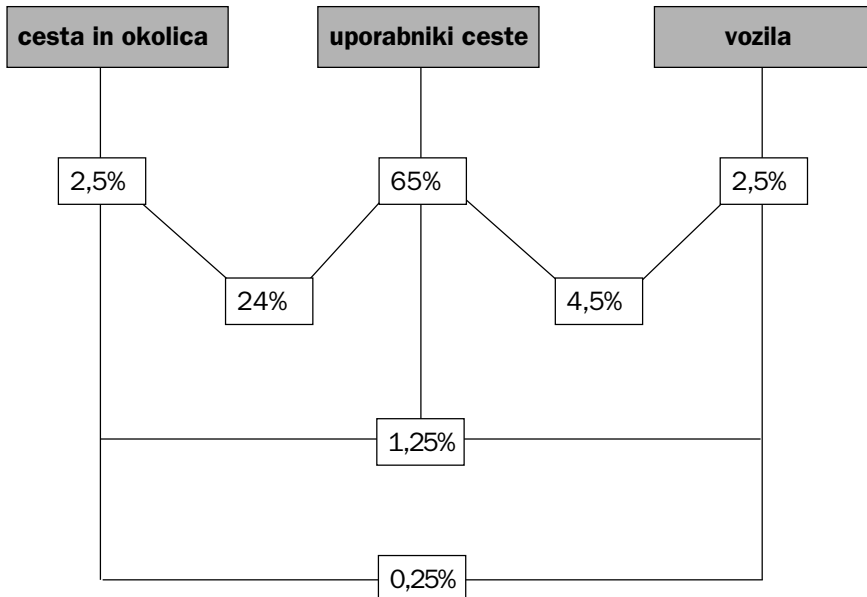 cesta in okolica
uporabniki ceste
vozila
2,5%
65%
2,5%
24%
4,5%
1,25%
0,25%